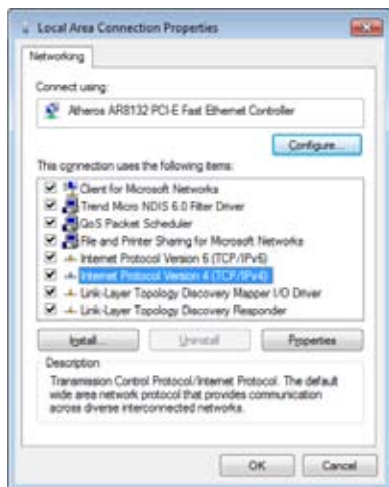 Local Area Connection Properties
Networking
Connect using:
Atheros AR8132 PCI-E Fast Ethernet Controller
Configure...
This connection uses the following items:
Client for Microsoft Networks
Trend Micro NDIS 6.0 Filter Driver
QoS Packet Scheduler
File and Printer Sharing for Microsoft Networks
Internet Protocol Version 6 (TCP/IPv6)
Internet Protocol Version 4 (TCP/IPv4)
Link-Layer Topology Discovery Mapper I/O Driver
Link-Layer Topology Discovery Responder
Install... Uninstall Properties
Description
Transmission Control Protocol/Internet Protocol. The default
wide area network protocol that provides communication
across diverse interconnected networks.
OK Cancel